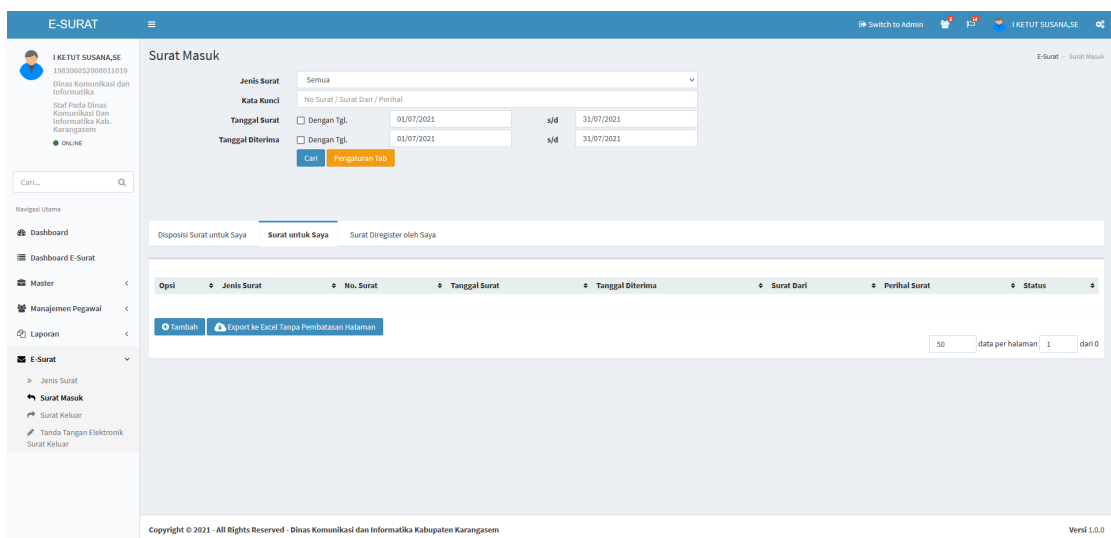 E-SURAT
Switch to Admin
I KETUT SUSANA,SE
I KETUT SUSANA,SE
198306052008011019
Dinas Komunikasi dan
Informatika
Staf Pada Dinas
Komunikasi Dan
Informatika Kab.
Karangasem
ONLINE
Cari...
Navigasi Utama
Dashboard
Dashboard E-Surat
Master
Manajemen Pegawai
Laporan
E-Surat
Jenis Surat
Surat Masuk
Surat Keluar
Tanda Tangan Elektronik
Surat Keluar
Surat Masuk
E-Surat > Surat Masuk
Jenis Surat Semua
Kata Kunci No Surat / Surat Dari / Perihal
Tanggal Surat Dengan Tgl. 01/07/2021 s/d 31/07/2021
Tanggal Diterima Dengan Tgl. 01/07/2021 s/d 31/07/2021
Cari Pengaturan Tab
Disposisi Surat untuk Saya Surat untuk Saya Surat Diregister oleh Saya
Opsi Jenis Surat No. Surat Tanggal Surat Tanggal Diterima Surat Dari Perihal Surat Status
Tambah Export ke Excel Tanpa Pembatasan Halaman
50 data per halaman 1 dari 0
Copyright © 2021 - All Rights Reserved - Dinas Komunikasi dan Informatika Kabupaten Karangasem
Versi 1.0.0